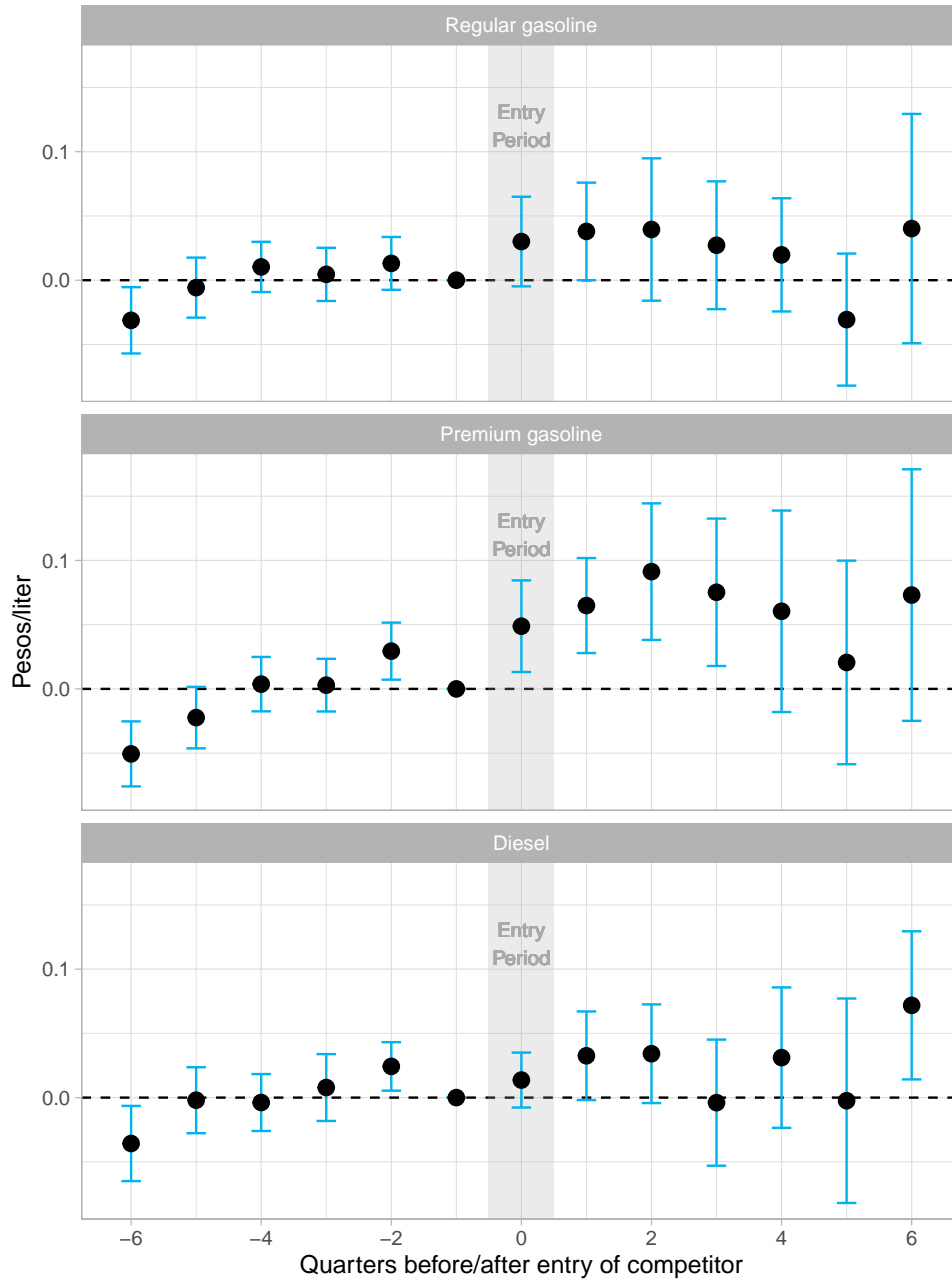 Regular gasoline
Entry
Period
0.1
0.0
Premium gasoline
Entry
Period
0.1
0.0
Pesos/liter
Diesel
Entry
Period
0.1
0.0
−6 −4 −2 0 2 4 6
Quarters before/after entry of competitor